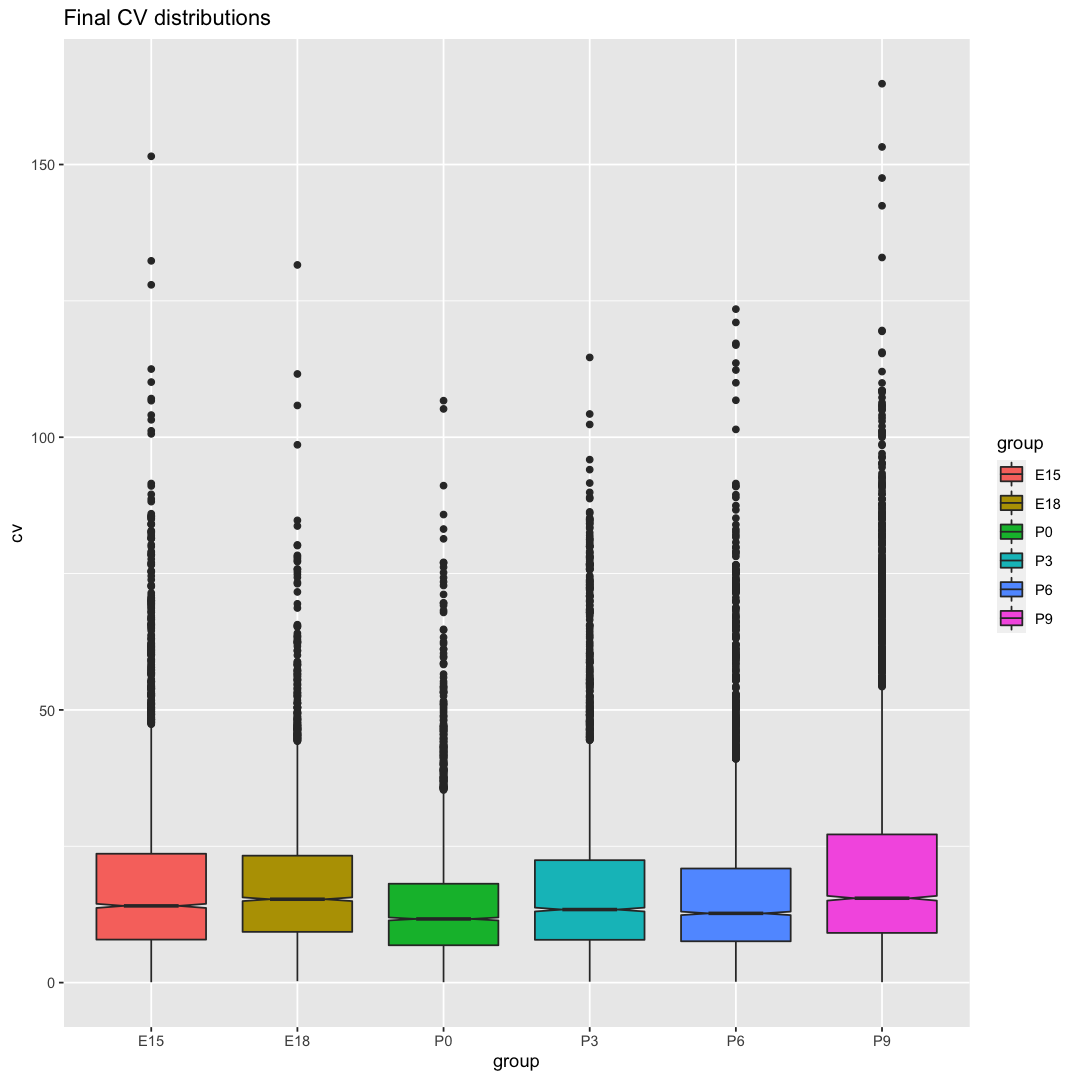 Final CV distributions
150
100
50
0
cv
E15
E18
P0
P3
P6
P9
group
group
E15
E18
P0
P3
P6
P9